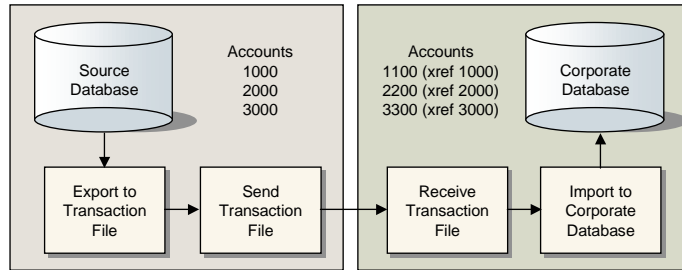 Source
Database
Accounts
1000
2000
3000
Export to
Transaction
File
Send
Transaction
File
Accounts
1100 (xref 1000)
2200 (xref 2000)
3300 (xref 3000)
Corporate
Database
Receive
Transaction
File
Import to
Corporate
Database